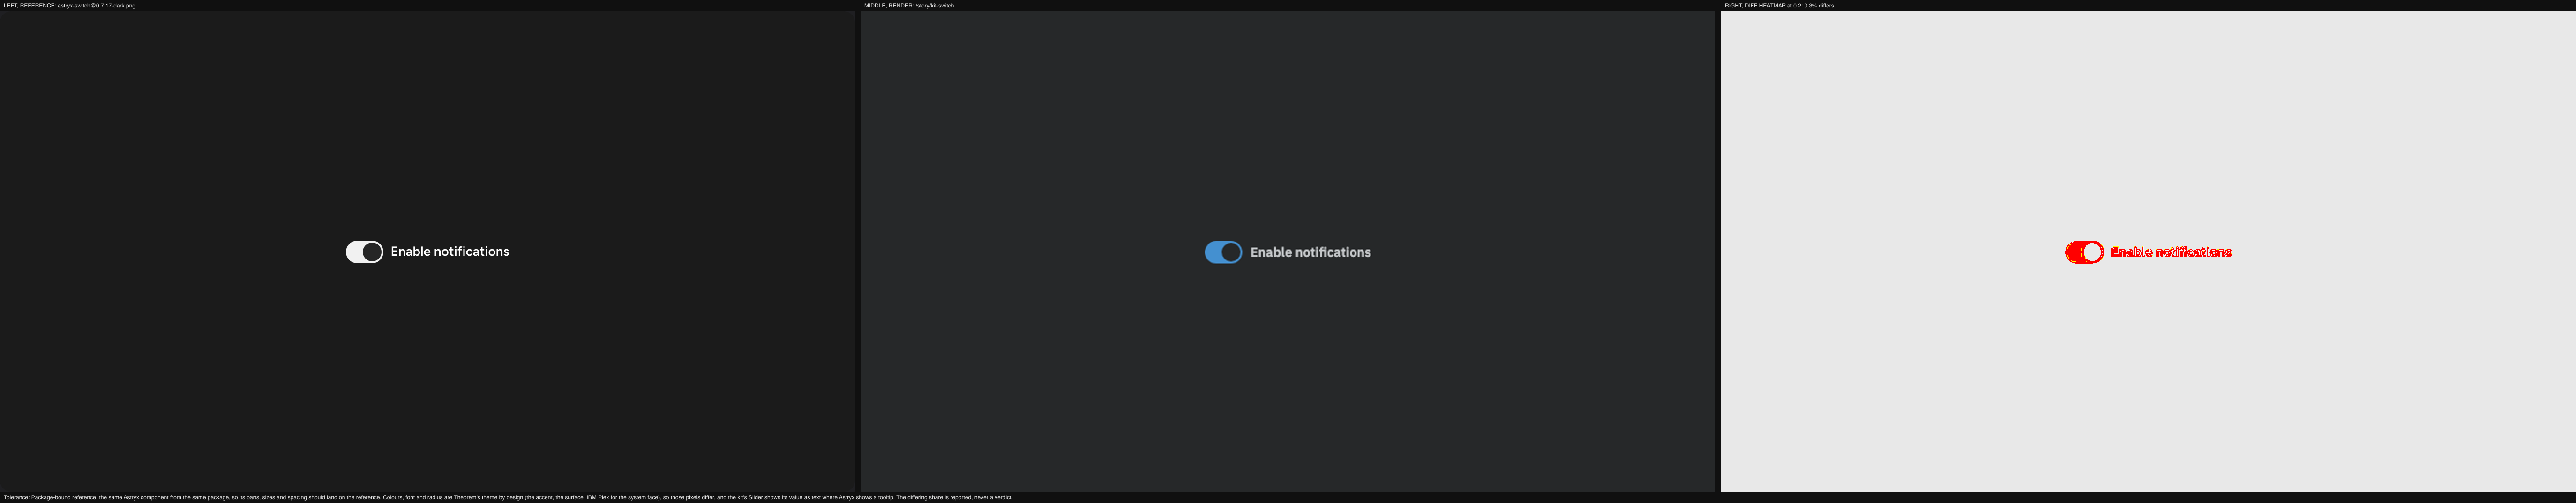 LEFT, REFERENCE: astryx-switch@0.7.17-dark.png
MIDDLE, RENDER: /story/kit-switch
RIGHT, DIFF HEATMAP at 0.2: 0.3% differs
Enable notifications
Enable notifications
Enable notifications
Tolerance: Package-bound reference: the same Astryx component from the same package, so its parts, sizes and spacing should land on the reference. Colours, font and radius are Theorem's theme by design (the accent, the surface, IBM Plex for the system face), so those pixels differ, and the kit's Slider shows its value as text where Astryx shows a tooltip. The differing share is reported, never a verdict.